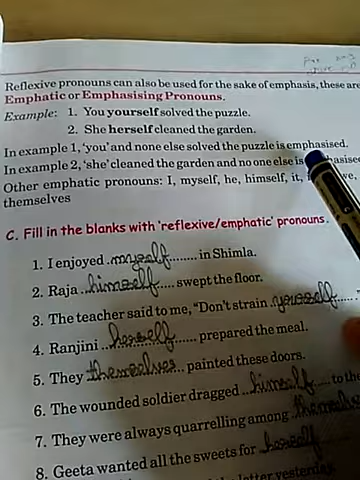 Reflexive pronouns can also be used for the sake of emphasis, these are
Emphatic or Emphasising Pronouns.
Example: 1. You yourself solved the puzzle.
2. She herself cleaned the garden.
In example 1, 'you' and none else solved the puzzle is emphasised.
In example 2, 'she' cleaned the garden and no one else is
Other emphatic pronouns: I, myself, he, himself, it,
themselves
C. Fill in the blanks with 'reflexive/emphatic' pronouns.
1. I enjoyed .myself........ in Shimla.
2. Raja ..himself..... swept the floor.
3. The teacher said to me, "Don't strain .yourself.....
4. Ranjini ..herself...... prepared the meal.
5. They .themselves.. painted these doors.
6. The wounded soldier dragged ..himself.... to the
7. They were always quarrelling among
8. Geeta wanted all the sweets for .herself